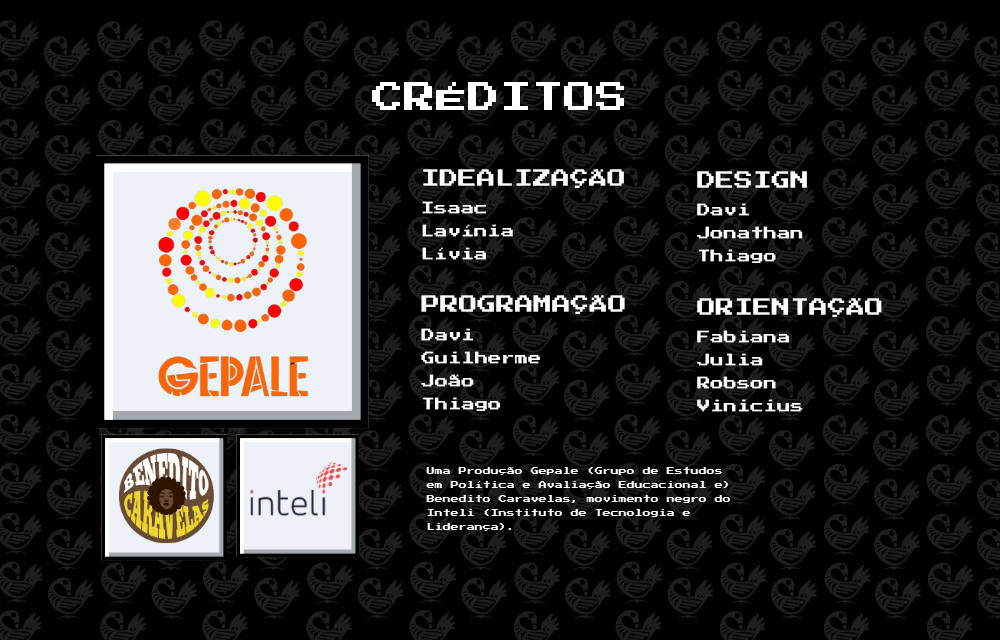 CRÉDITOS
IDEALIZAÇÃO
Isaac
Lavínia
Lívia
DESIGN
Davi
Jonathan
Thiago
PROGRAMAÇÃO
Davi
Guilherme
João
Thiago
ORIENTAÇÃO
Fabiana
Julia
Robson
Vinicius
GEPALE
BENEDITO
CARAVELAS
inteli
Uma Produção Gepale (Grupo de Estudos
em Política e Avaliação Educacional e)
Benedito Caravelas, movimento negro do
Inteli (Instituto de Tecnologia e
Liderança).